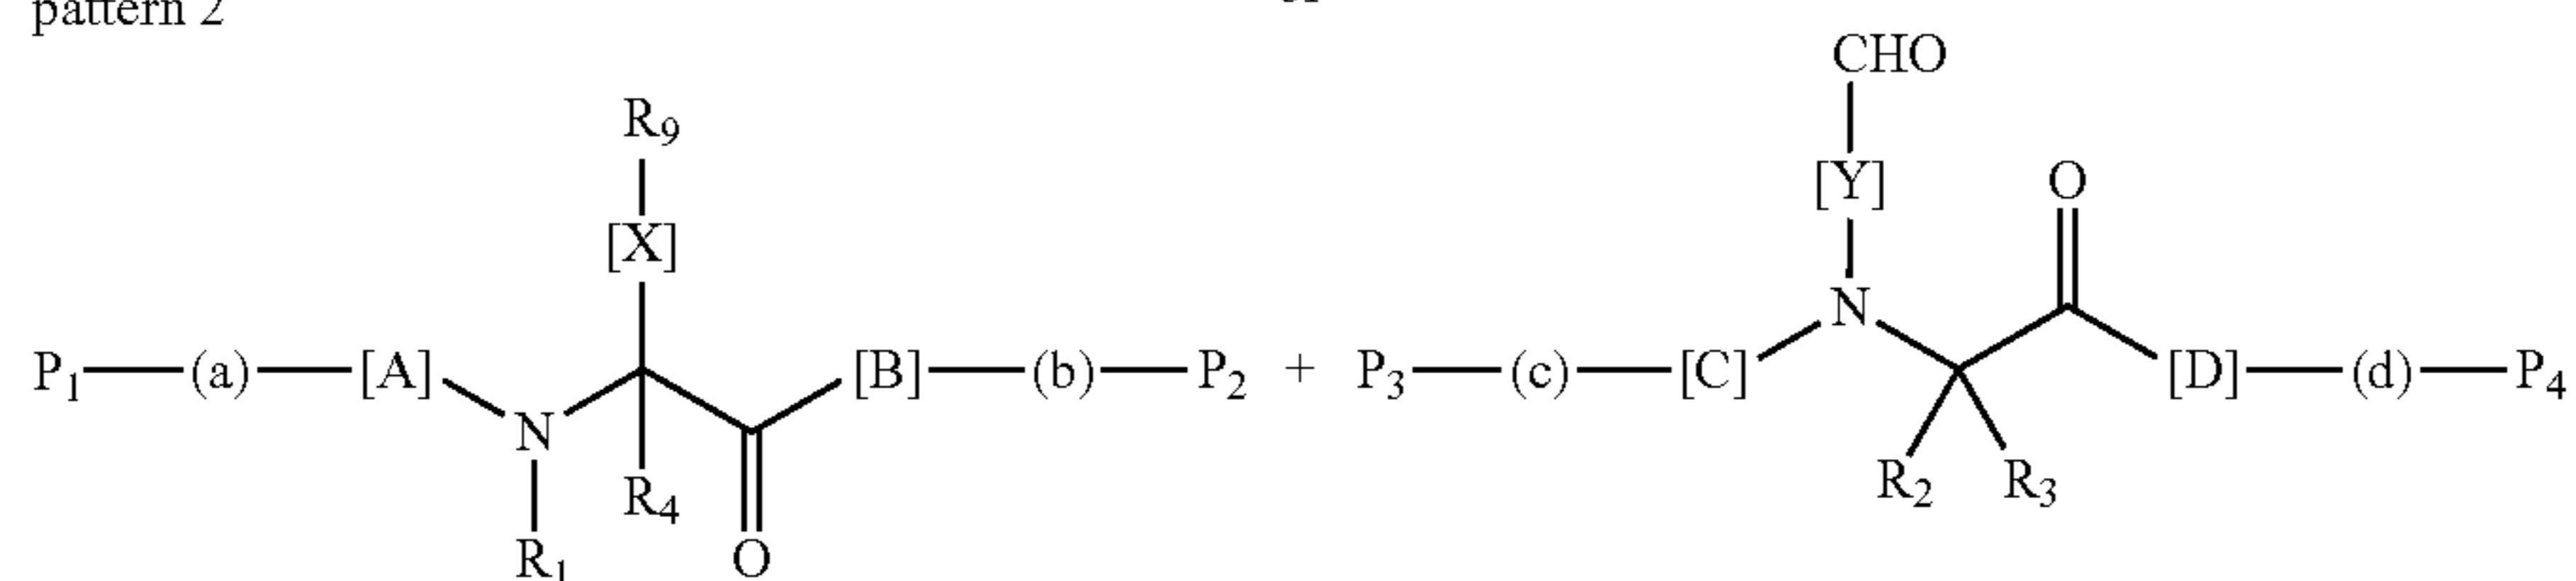 pattern 2
CHO
R9
[Y]
O
[X]
N
P1 (a) [A] [B] (b) P2 + P3 (c) [C] [D] (d) P4
N
R4 R2 R3
R1 O